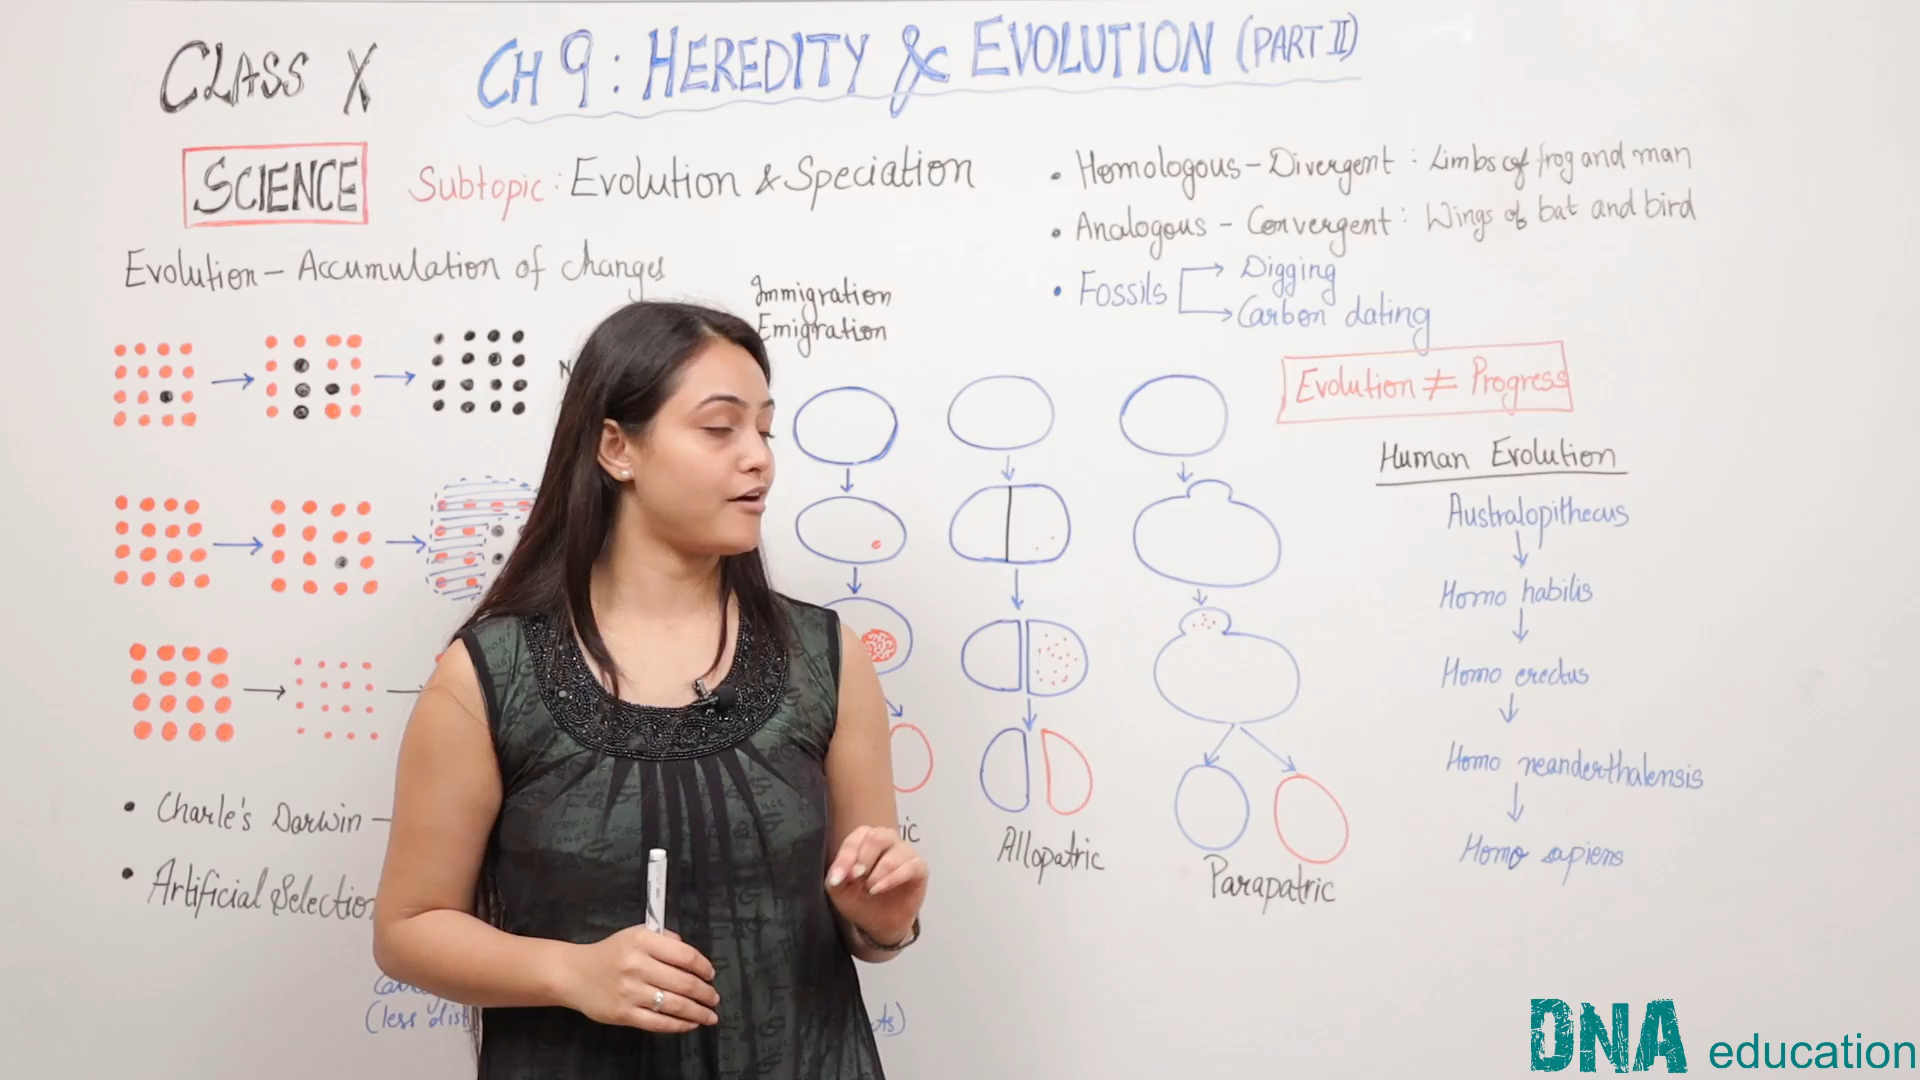 CLASS X
CH 9 : HEREDITY & EVOLUTION (PART II)
SCIENCE
Subtopic : Evolution & Speciation
Evolution – Accumulation of changes
Immigration
Emigration
• Charle's Darwin –
• Artificial Selection
(less dist
Allopatric
Parapatric
• Homologous – Divergent : Limbs of frog and man
• Analogous – Convergent : Wings of bat and bird
• Fossils → Digging
→ Carbon dating
Evolution ≠ Progress
Human Evolution
Australopithecus
Homo habilis
Homo erectus
Homo neanderthalensis
Homo sapiens
DNA education